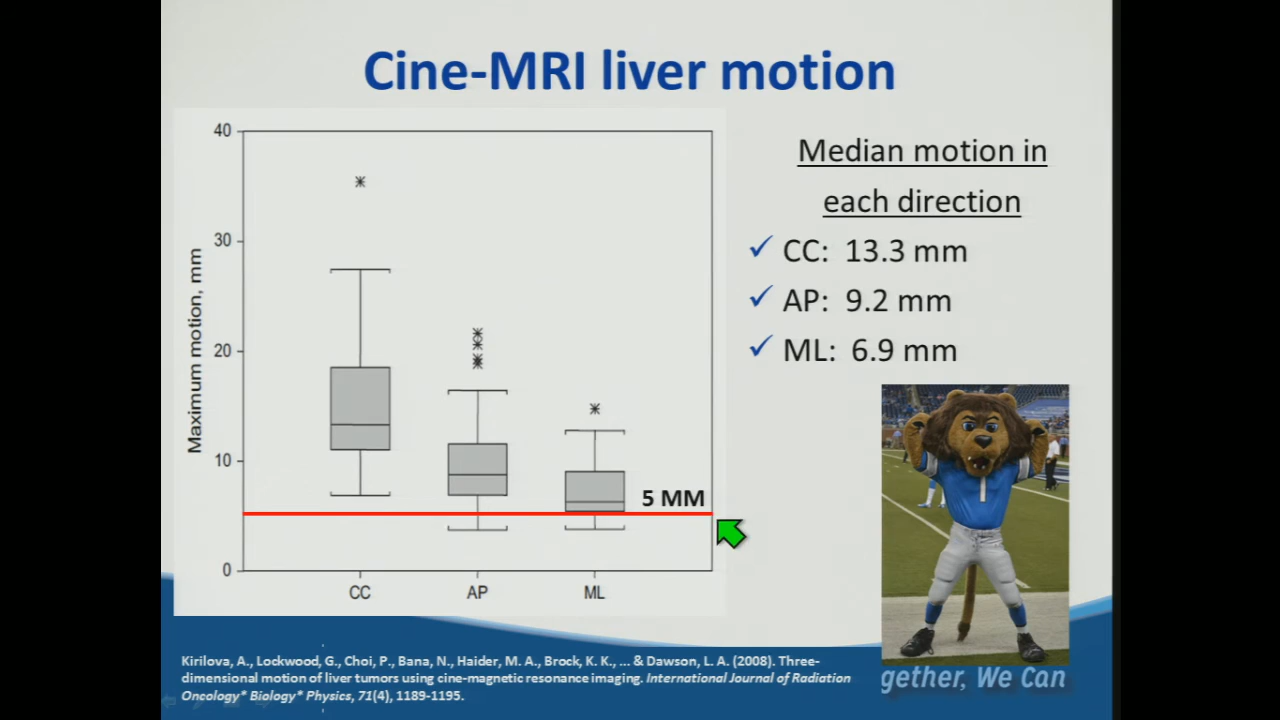 Cine-MRI liver motion
40
30
20
10
0
Maximum motion, mm
CC
AP
ML
5 MM
Median motion in
each direction
✓ CC: 13.3 mm
✓ AP: 9.2 mm
✓ ML: 6.9 mm
Kirilova, A., Lockwood, G., Choi, P., Bana, N., Haider, M. A., Brock, K. K., ... & Dawson, L. A. (2008). Three-
dimensional motion of liver tumors using cine-magnetic resonance imaging. International Journal of Radiation
Oncology* Biology* Physics, 71(4), 1189-1195.
gether, We Can